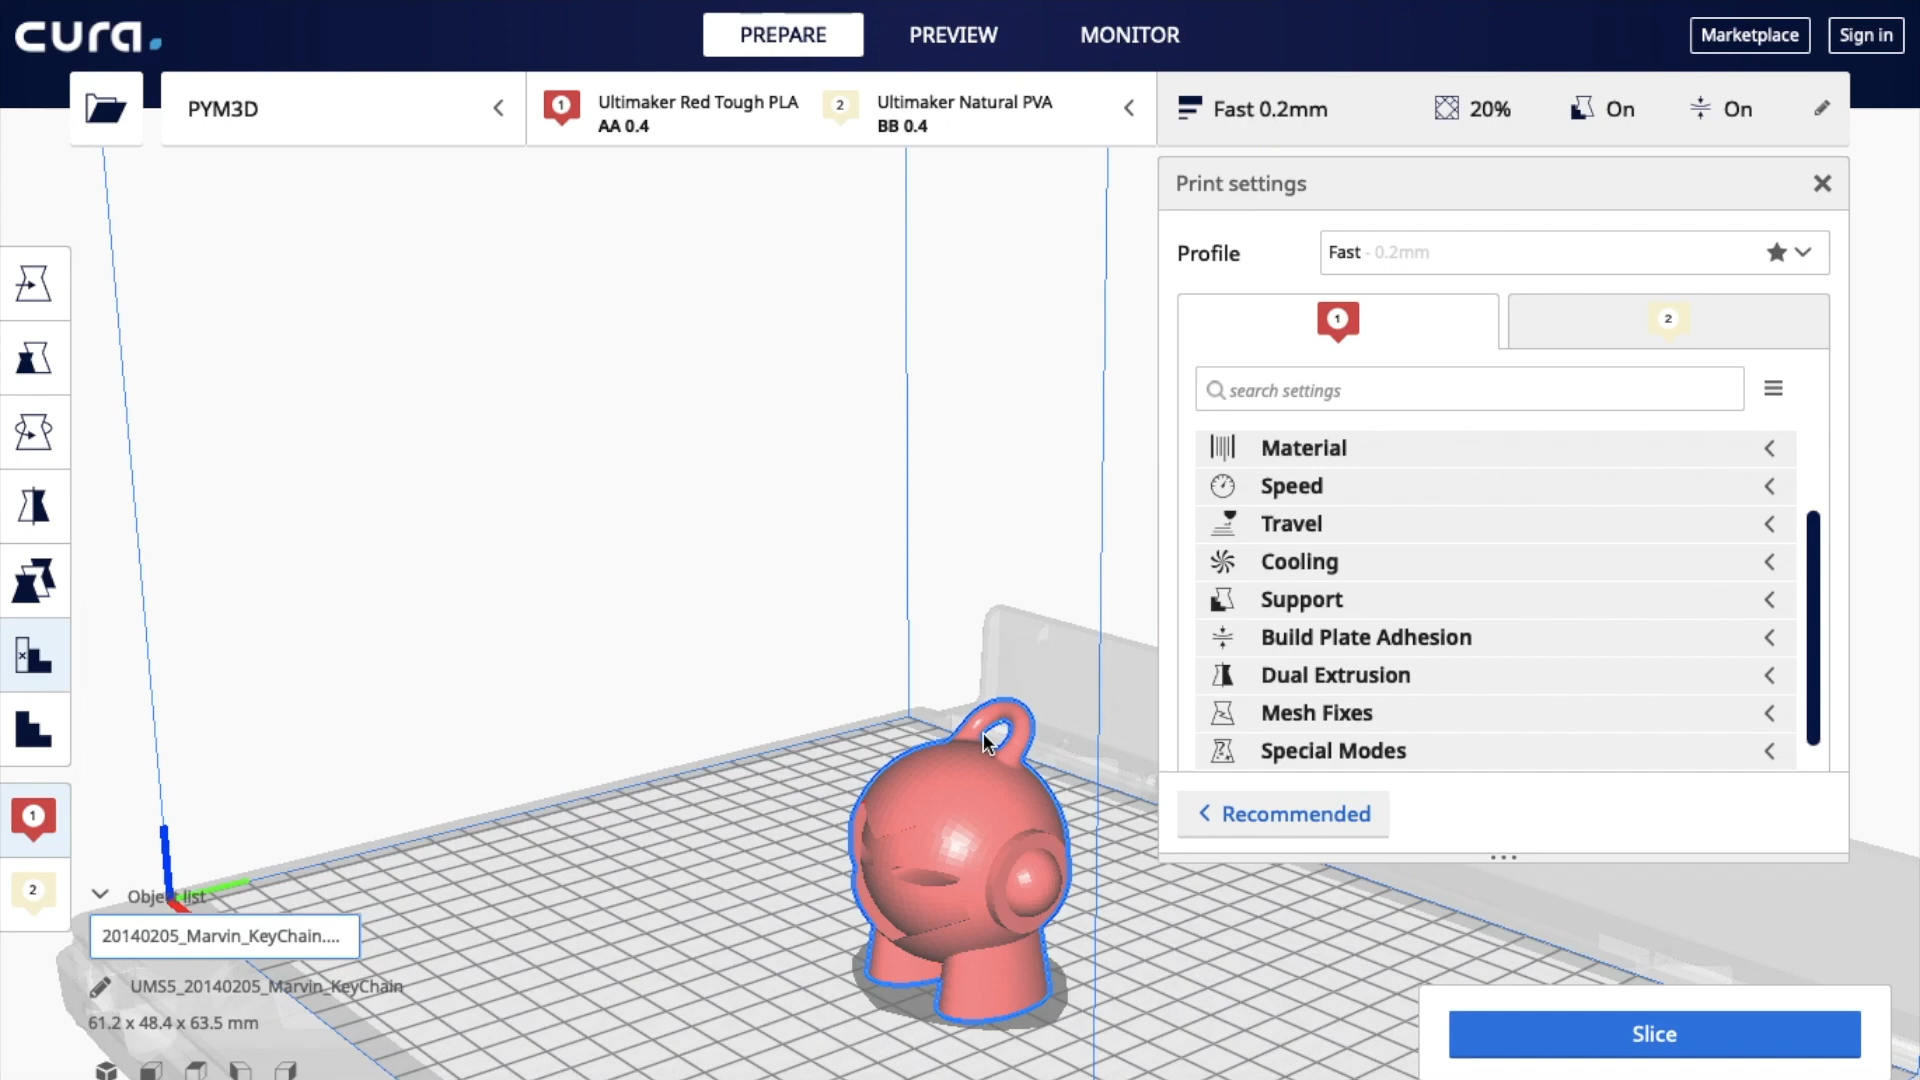 cura.
PREPARE
PREVIEW
MONITOR
Marketplace
Sign in
PYM3D
1
Ultimaker Red Tough PLA
AA 0.4
2
Ultimaker Natural PVA
BB 0.4
Fast 0.2mm
20%
On
On
Print settings
Profile
Fast - 0.2mm
1
2
search settings
Material
Speed
Travel
Cooling
Support
Build Plate Adhesion
Dual Extrusion
Mesh Fixes
Special Modes
Recommended
1
2
Object list
20140205_Marvin_KeyChain....
UMS5_20140205_Marvin_KeyChain
61.2 x 48.4 x 63.5 mm
Slice